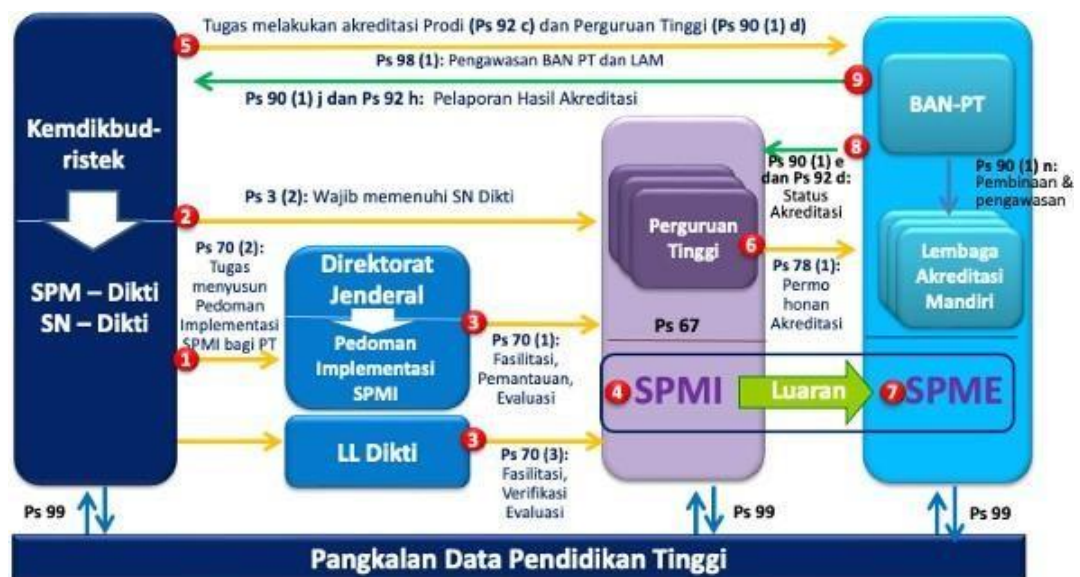 Tugas melakukan akreditasi Prodi (Ps 92 c) dan Perguruan Tinggi (Ps 90 (1) d)
5
Ps 98 (1): Pengawasan BAN PT dan LAM
9
Ps 90 (1) j dan Ps 92 h: Pelaporan Hasil Akreditasi
BAN-PT
Kemdikbud-
ristek
8
Ps 90 (1) e
dan Ps 92 d:
Status
Akreditasi
Ps 90 (1) n:
Pembinaan &
pengawasan
Ps 3 (2): Wajib memenuhi SN Dikti
2
Perguruan
Tinggi
6
Lembaga
Akreditasi
Mandiri
Ps 78 (1):
Permo
honan
Akreditasi
SPM – Dikti
SN – Dikti
Ps 70 (2):
Tugas
menyusun
Pedoman
Implementasi
SPMI bagi PT
1
Direktorat
Jenderal
3
Pedoman
Implementasi
SPMI
Ps 70 (1):
Fasilitasi,
Pemantauan,
Evaluasi
Ps 67
4 SPMI
Luaran
7 SPME
LL Dikti
3
Ps 70 (3):
Fasilitasi,
Verifikasi
Evaluasi
Ps 99
Ps 99
Ps 99
Pangkalan Data Pendidikan Tinggi